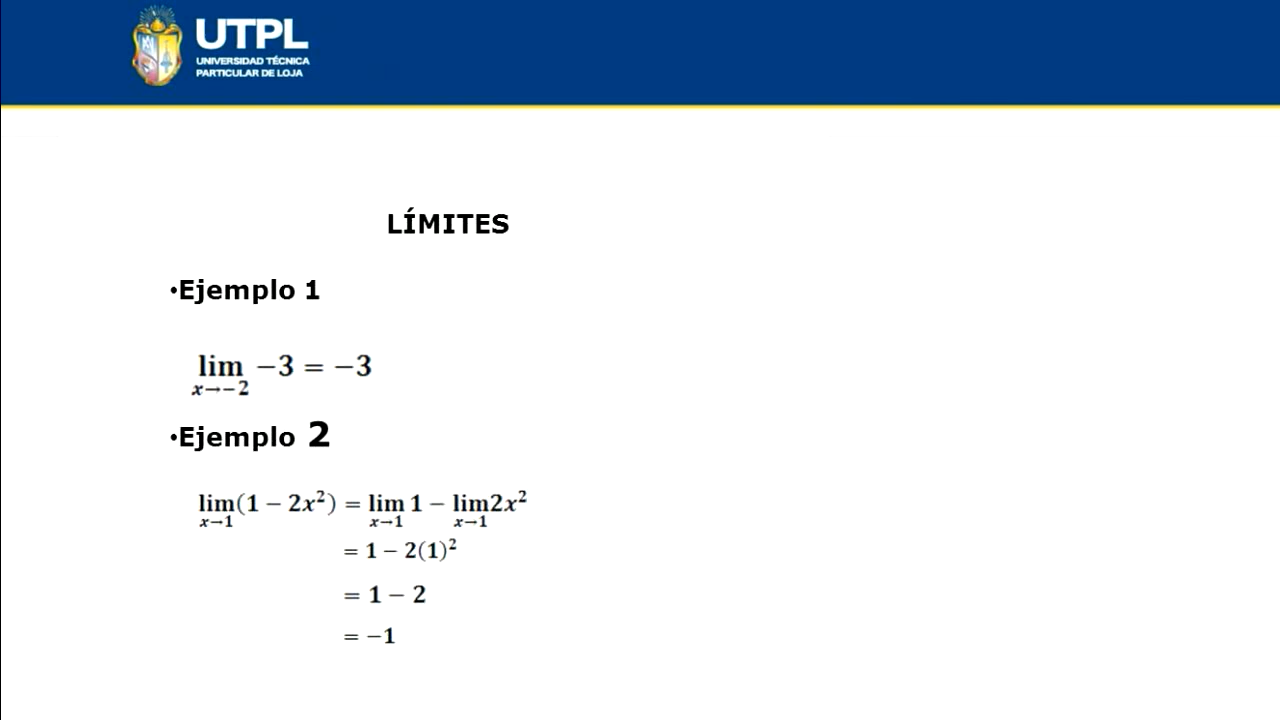 UTPL
UNIVERSIDAD TÉCNICA
PARTICULAR DE LOJA
LÍMITES
•Ejemplo 1
lim -3 = -3
x→-2
•Ejemplo 2
lim(1 − 2x²) = lim 1 − lim2x²
x→1 x→1 x→1
= 1 − 2(1)²
= 1 − 2
= −1